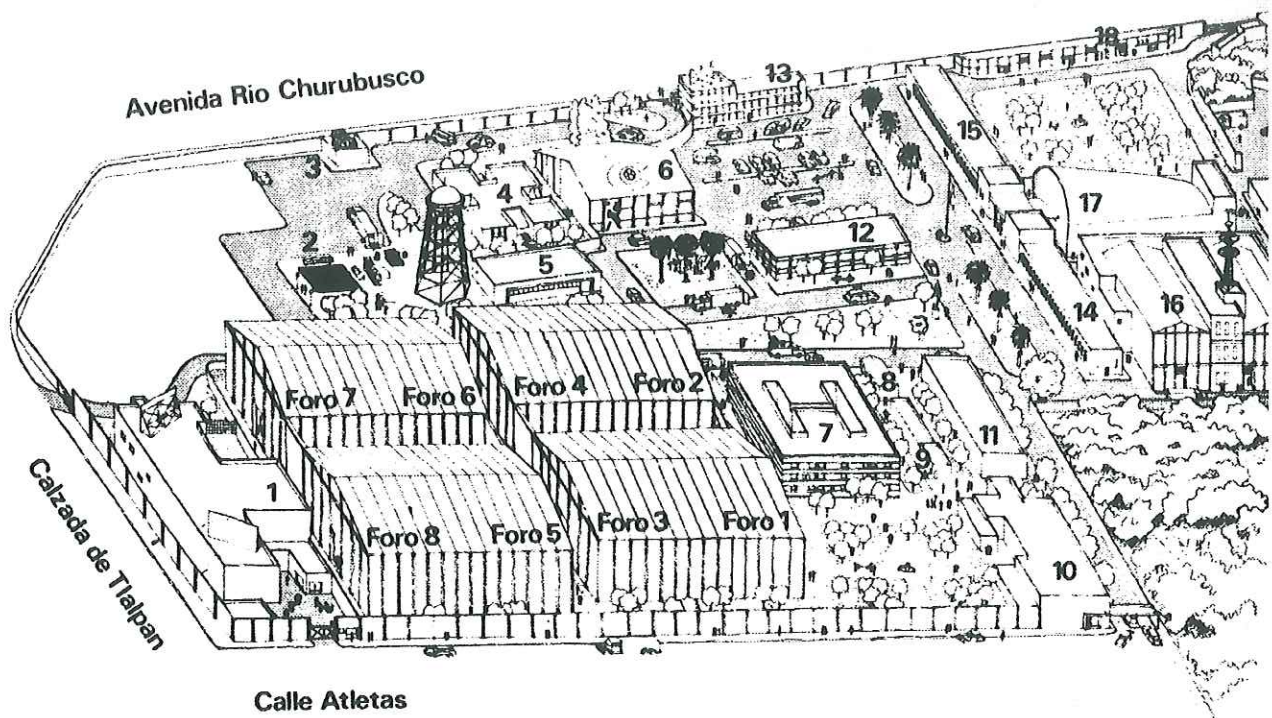 Avenida Rio Churubusco
18
13
15
3
6
4
17
2
12
5
14
16
Foro 7
Foro 6
Foro 4
Foro 2
8
7
11
9
1
Foro 8
Foro 5
Foro 3
Foro 1
10
Calzada de Tlalpan
Calle Atletas